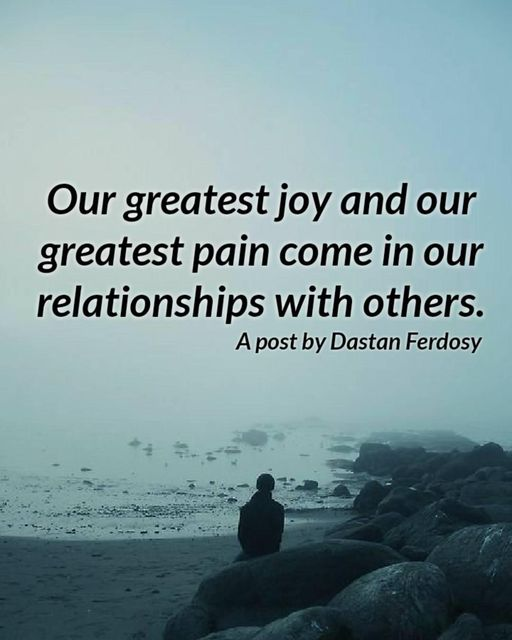 Our greatest joy and our
greatest pain come in our
relationships with others.
A post by Dastan Ferdosy